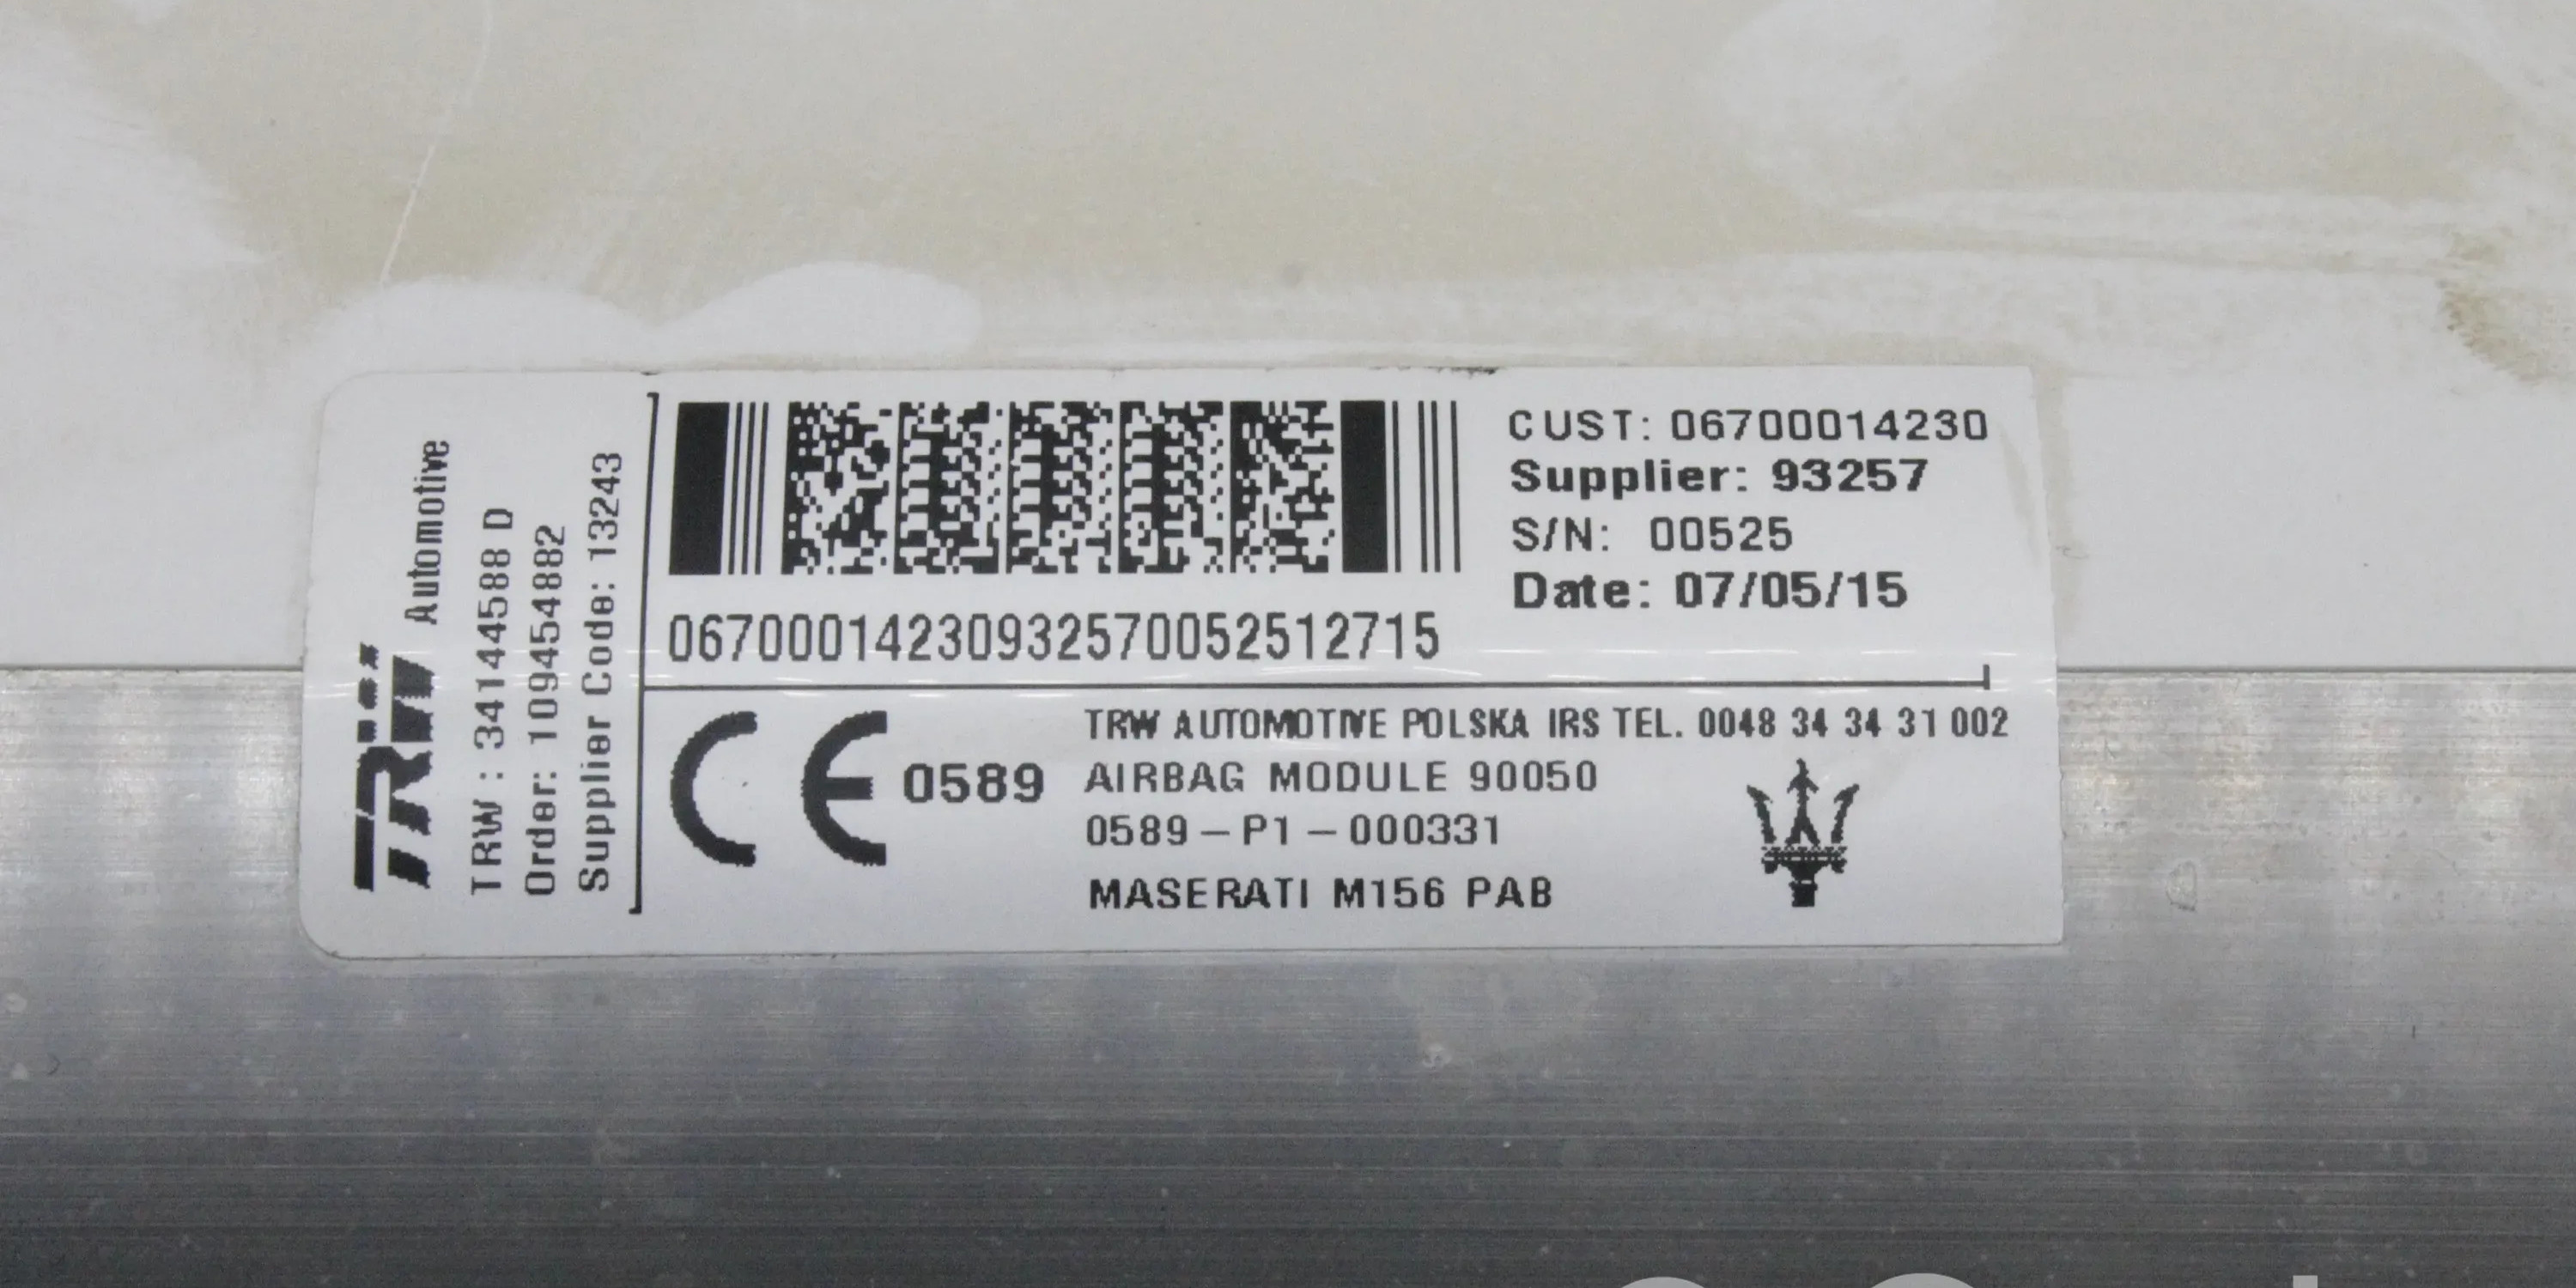 TRW Automotive
TRW : 34144588 D
Order: 109454882
Supplier Code: 13243
CUST: 06700014230
Supplier: 93257
S/N: 00525
Date: 07/05/15
06700014230932570052512715
CE 0589
TRW AUTOMOTIVE POLSKA IRS TEL. 0048 34 34 31 002
AIRBAG MODULE 90050
0589 – P1 – 000331
MASERATI M156 PAB